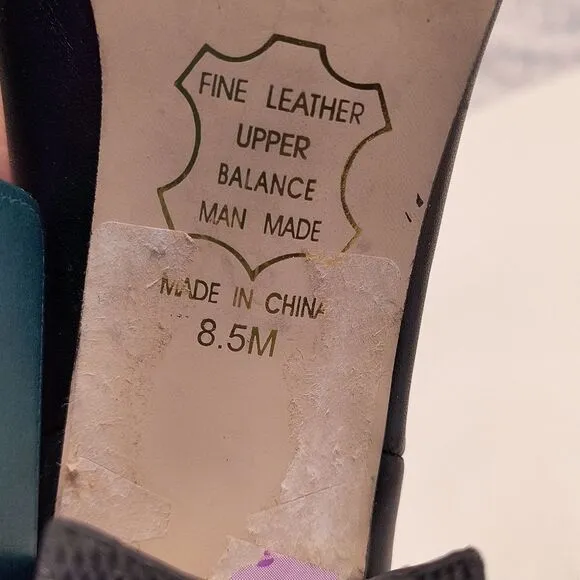 FINE LEATHER
UPPER
BALANCE
MAN MADE
MADE IN CHINA
8.5M